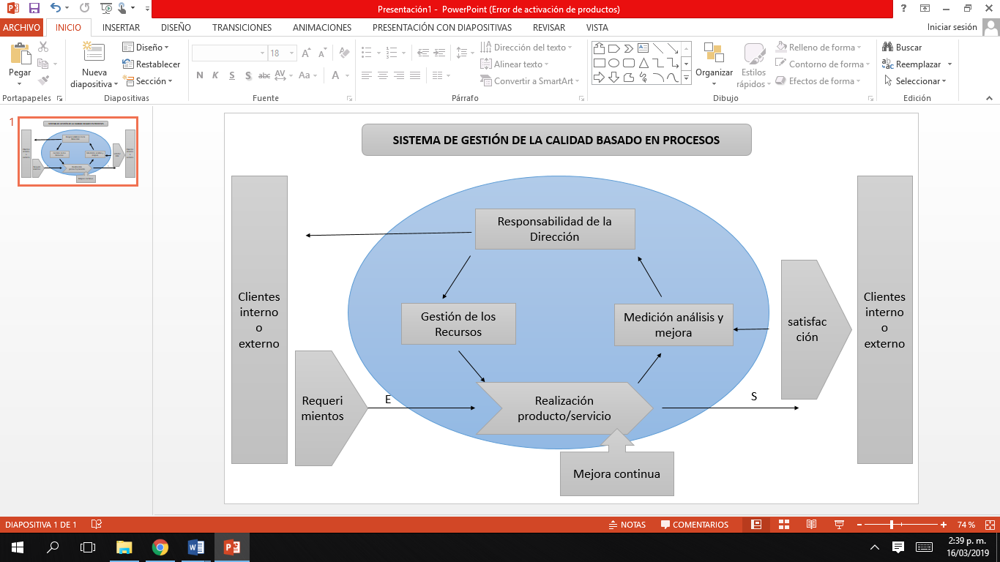 Presentación1 - PowerPoint (Error de activación de productos)
ARCHIVO INICIO INSERTAR DISEÑO TRANSICIONES ANIMACIONES PRESENTACIÓN CON DIAPOSITIVAS REVISAR VISTA Iniciar sesión
Pegar
Portapapeles
Nueva
diapositiva
Diseño
Restablecer
Sección
Diapositivas
18
N K S S abc AV Aa A
Fuente
Dirección del texto
Alinear texto
Convertir a SmartArt
Párrafo
Organizar
Estilos
rápidos
Relleno de forma
Contorno de forma
Efectos de forma
Dibujo
Buscar
Reemplazar
Seleccionar
Edición
1
SISTEMA DE GESTIÓN DE LA CALIDAD BASADO EN PROCESOS
Responsabilidad de la
Dirección
Clientes
interno
o
externo
Gestión de los
Recursos
Medición análisis y
mejora
satisfac
ción
Clientes
interno
o
externo
Requeri
mientos
E
Realización
producto/servicio
S
Mejora continua
DIAPOSITIVA 1 DE 1 NOTAS COMENTARIOS 74 %
2:39 p. m.
16/03/2019